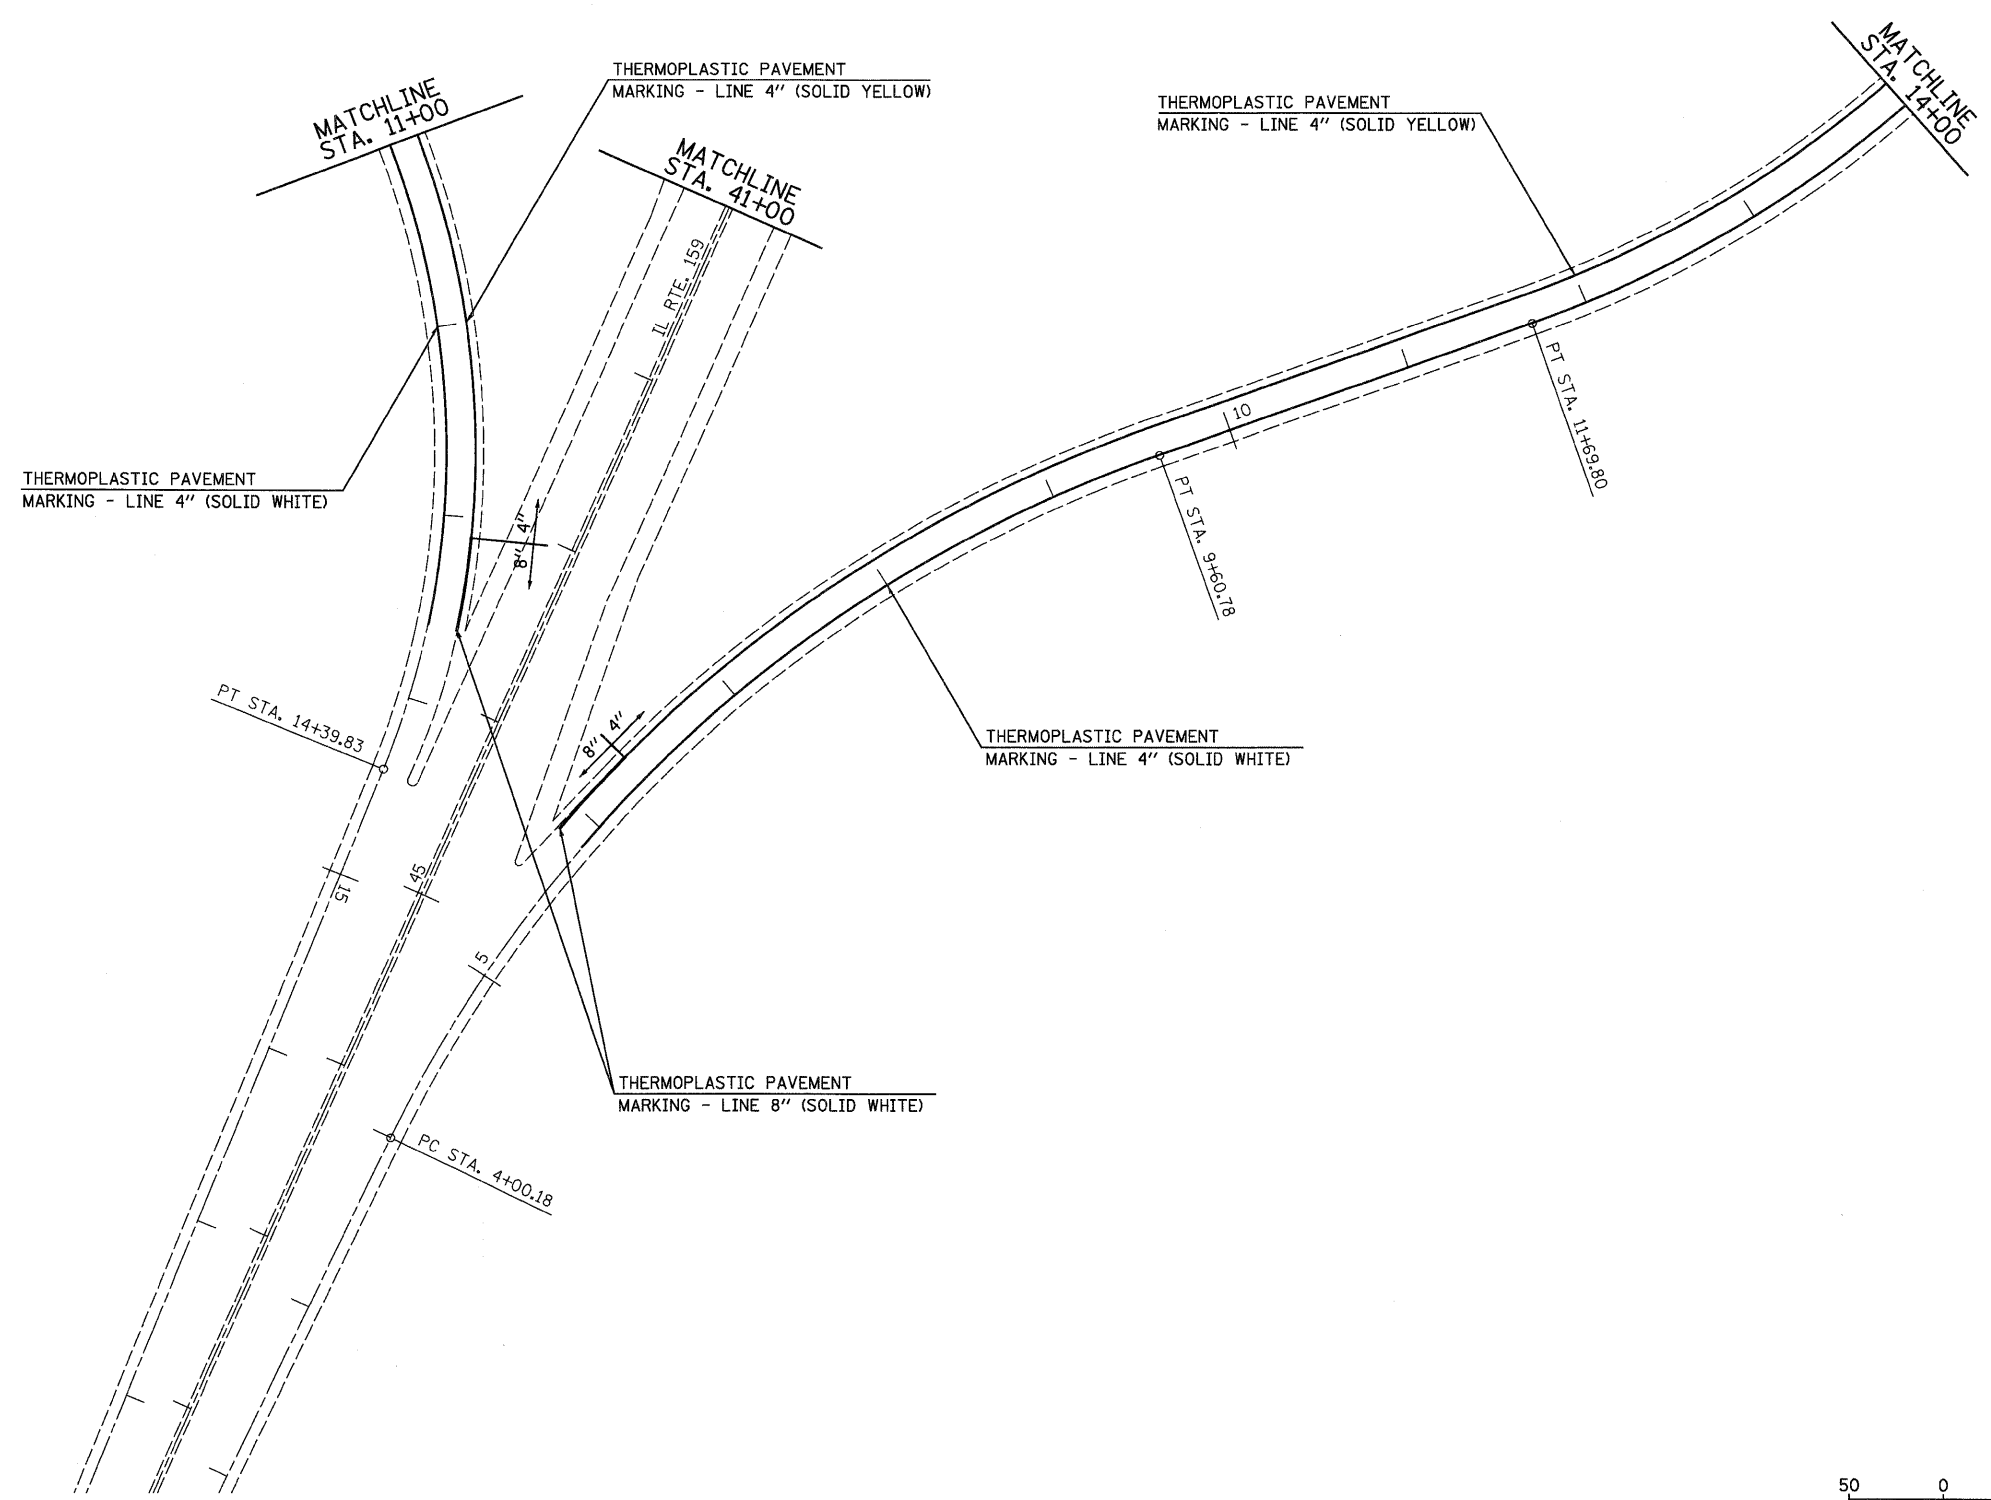 THERMOPLASTIC PAVEMENT
MARKING - LINE 4" (SOLID YELLOW)
MATCHLINE
STA. 11+00
MATCHLINE
STA. 41+00
THERMOPLASTIC PAVEMENT
MARKING - LINE 4" (SOLID YELLOW)
MATCHLINE
STA. 14+00
IL RTE. 159
THERMOPLASTIC PAVEMENT
MARKING - LINE 4" (SOLID WHITE)
8" 4"
10
PT STA. 11+69.80
PT STA. 9+60.78
PT STA. 14+39.83
8" 4"
THERMOPLASTIC PAVEMENT
MARKING - LINE 4" (SOLID WHITE)
15
45
5
THERMOPLASTIC PAVEMENT
MARKING - LINE 8" (SOLID WHITE)
PC STA. 4+00.18
50 0